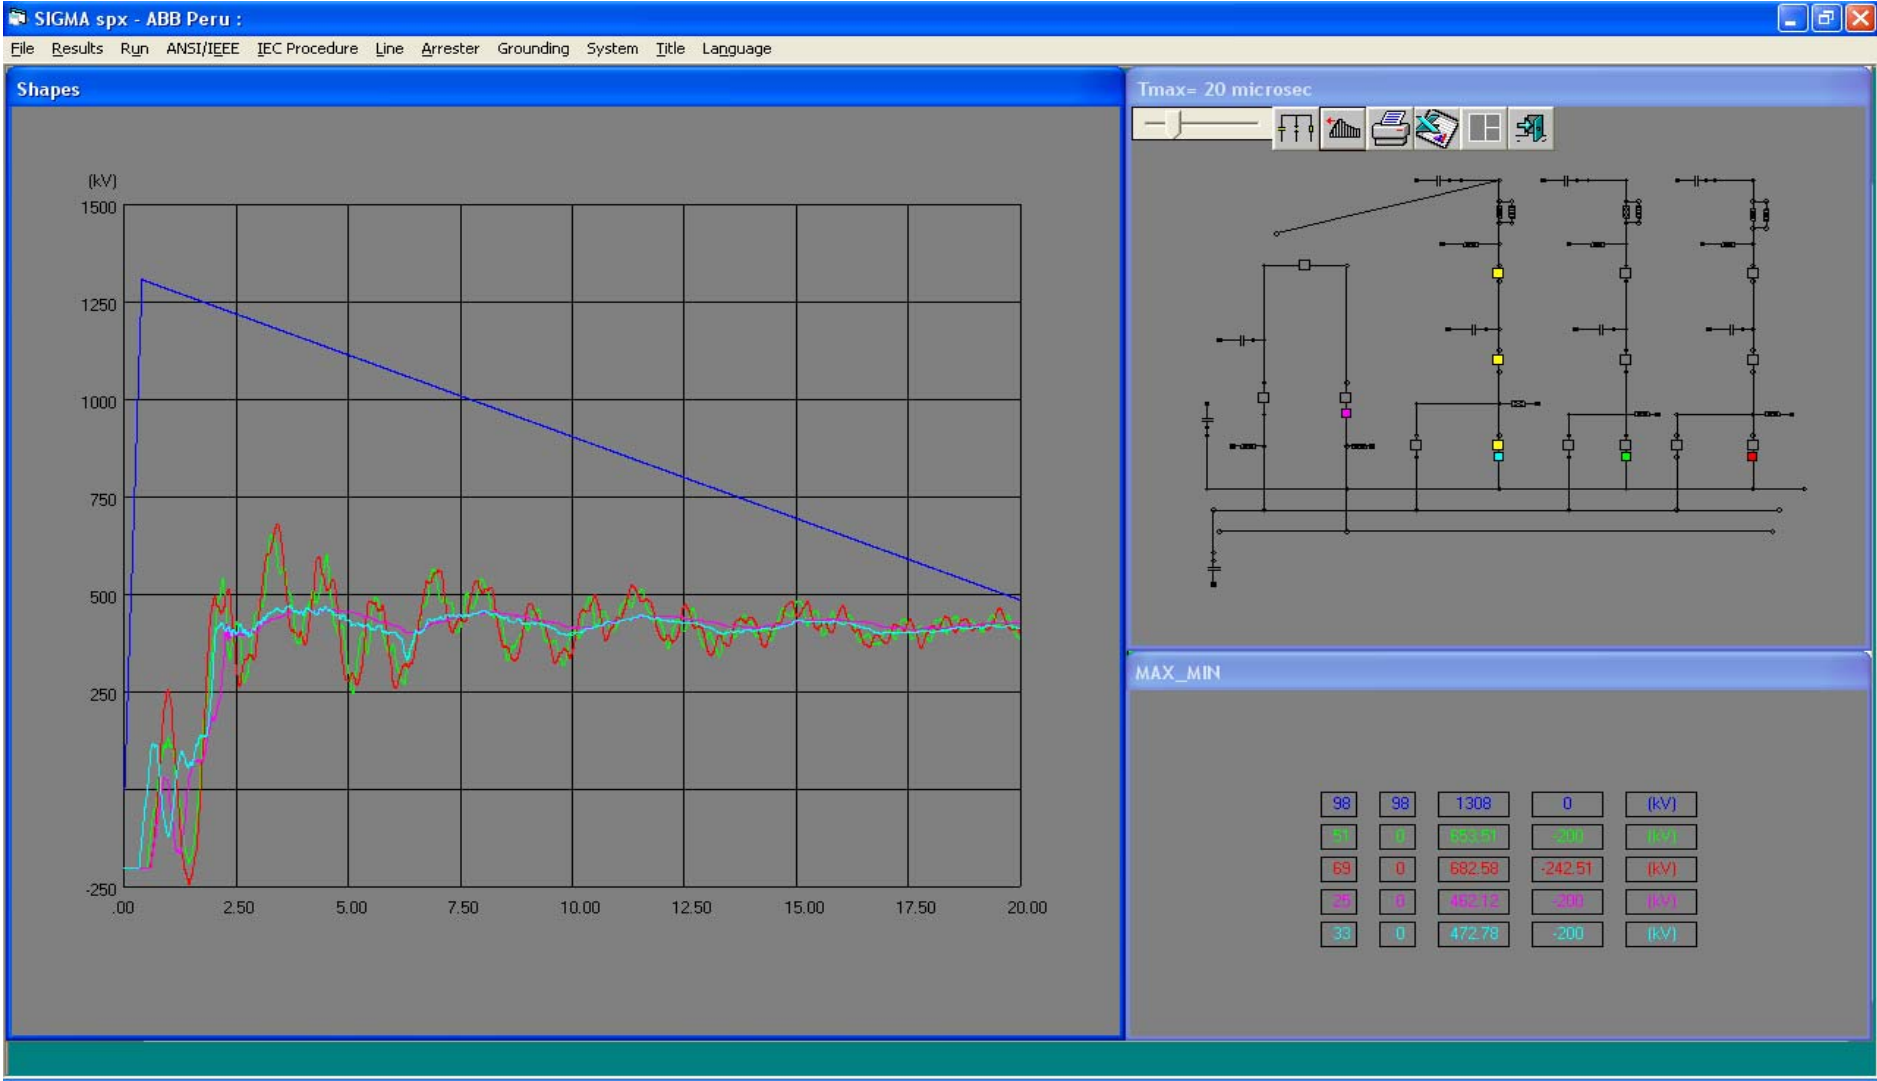 SIGMA spx - ABB Peru :
File Results Run ANSI/IEEE IEC Procedure Line Arrester Grounding System Title Language
Shapes
(kV)
1500
1250
1000
750
500
250
-250
.00 2.50 5.00 7.50 10.00 12.50 15.00 17.50 20.00
Tmax= 20 microsec
MAX_MIN
98 98 1308 0 (kV)
51 0 653.51 -200 (kV)
69 0 682.58 -242.51 (kV)
25 0 462.12 -200 (kV)
33 0 472.78 -200 (kV)